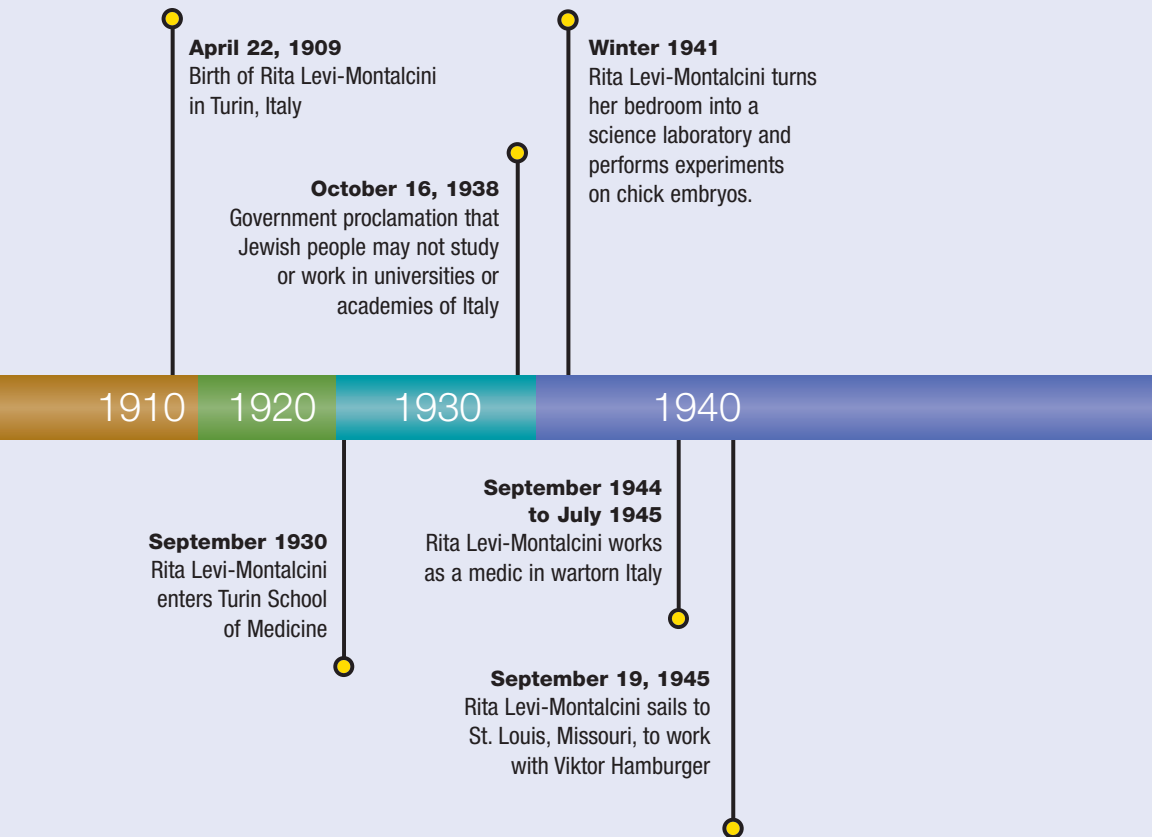 April 22, 1909
Birth of Rita Levi-Montalcini
in Turin, Italy
October 16, 1938
Government proclamation that
Jewish people may not study
or work in universities or
academies of Italy
Winter 1941
Rita Levi-Montalcini turns
her bedroom into a
science laboratory and
performs experiments
on chick embryos.
1910 1920 1930 1940
September 1930
Rita Levi-Montalcini
enters Turin School
of Medicine
September 1944
to July 1945
Rita Levi-Montalcini works
as a medic in wartorn Italy
September 19, 1945
Rita Levi-Montalcini sails to
St. Louis, Missouri, to work
with Viktor Hamburger